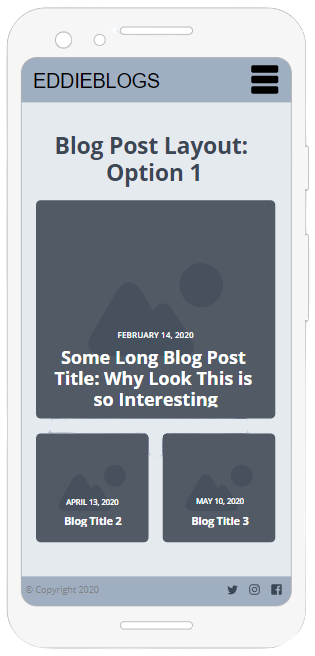 EDDIEBLOGS
Blog Post Layout:
Option 1
FEBRUARY 14, 2020
Some Long Blog Post
Title: Why Look This is
so Interesting
APRIL 13, 2020
Blog Title 2
MAY 10, 2020
Blog Title 3
© Copyright 2020